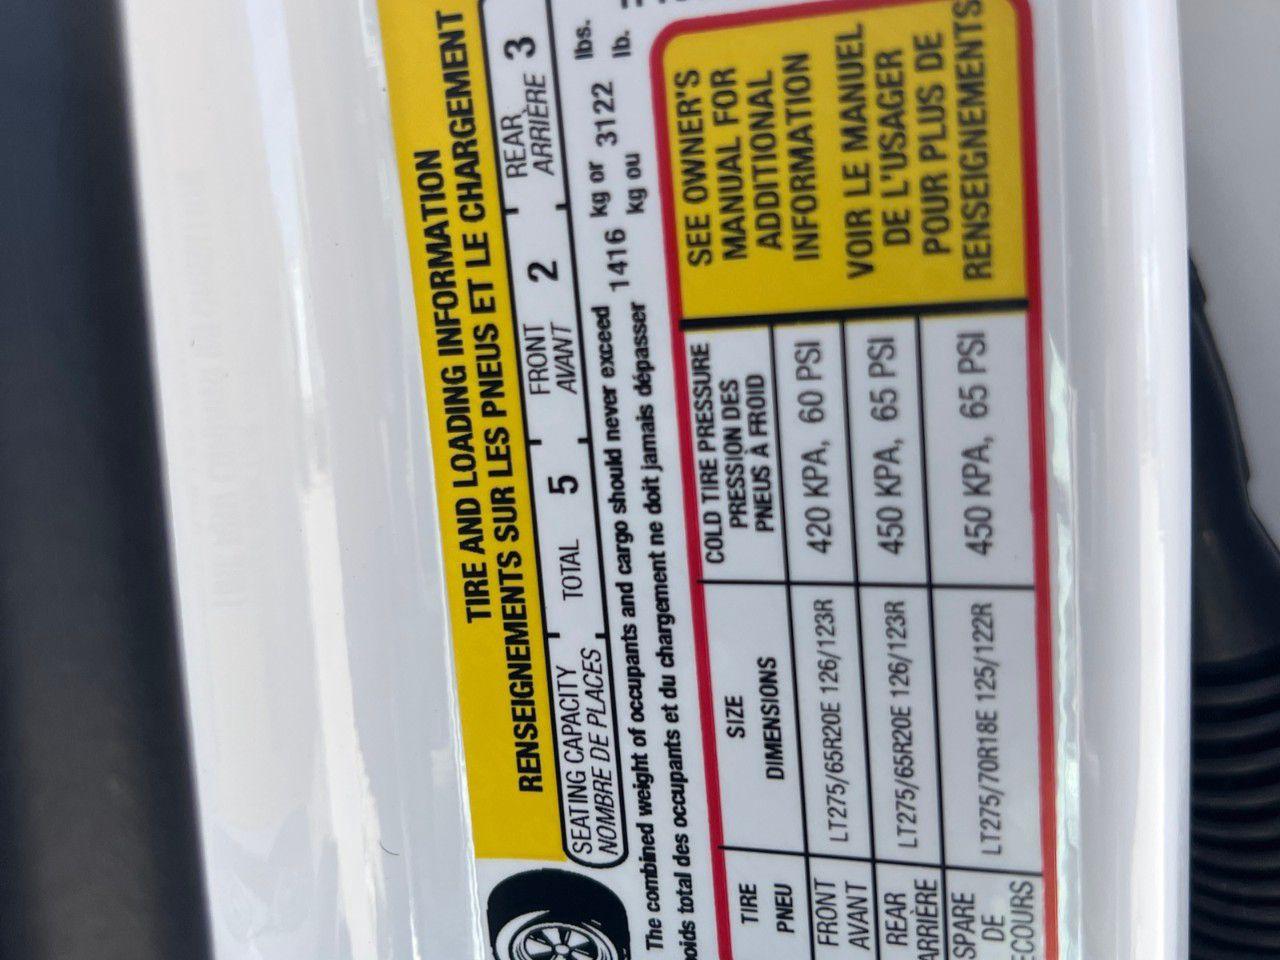 TIRE AND LOADING INFORMATION
RENSEIGNEMENTS SUR LES PNEUS ET LE CHARGEMENT
SEATING CAPACITY TOTAL 5 FRONT 2 REAR 3
NOMBRE DE PLACES AVANT ARRIÈRE
The combined weight of occupants and cargo should never exceed 1416 kg or 3122 lbs.
poids total des occupants et du chargement ne doit jamais dépasser kg ou lb.
TIRE
PNEU
SIZE
DIMENSIONS
COLD TIRE PRESSURE
PRESSION DES
PNEUS À FROID
FRONT
AVANT
LT275/65R20E 126/123R
420 KPA, 60 PSI
REAR
ARRIÈRE
LT275/65R20E 126/123R
450 KPA, 65 PSI
SPARE
DE
ECOURS
LT275/70R18E 125/122R
450 KPA, 65 PSI
SEE OWNER'S
MANUAL FOR
ADDITIONAL
INFORMATION
VOIR LE MANUEL
DE L'USAGER
POUR PLUS DE
RENSEIGNEMENTS